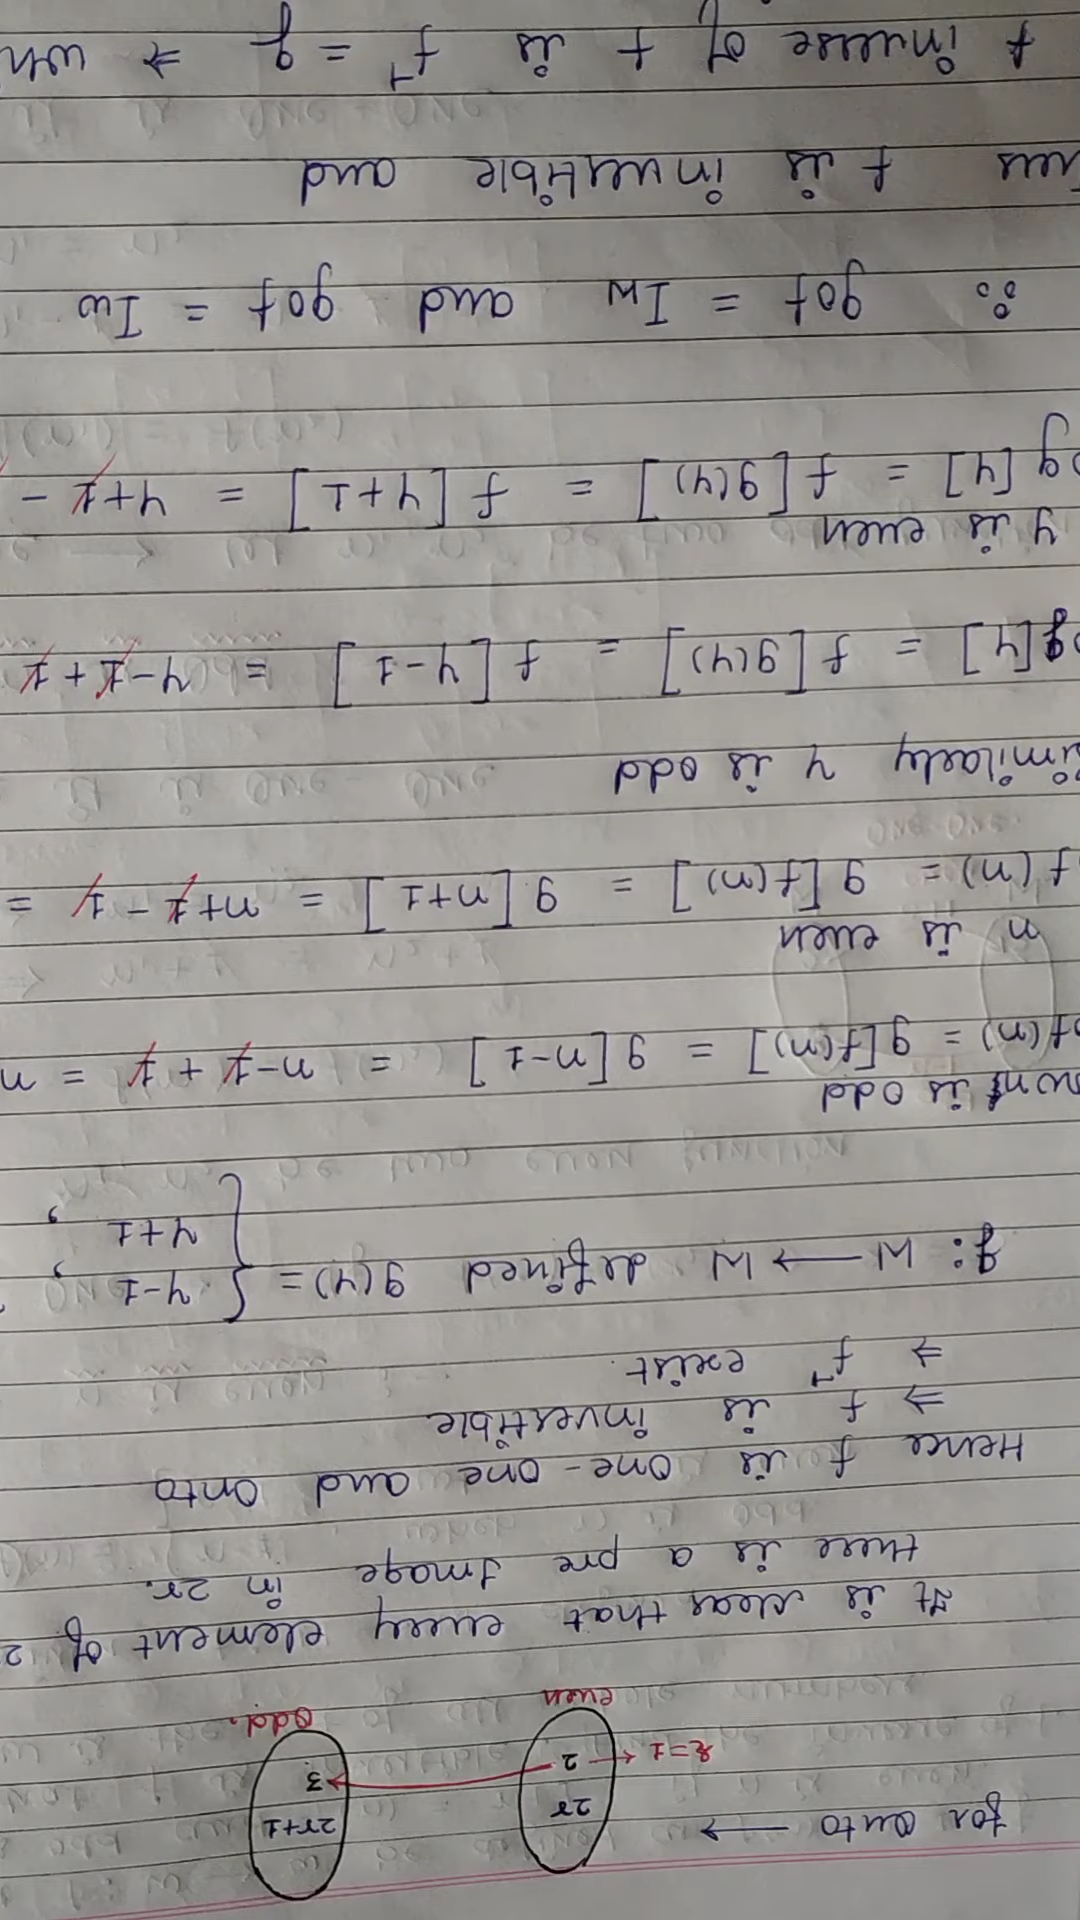 for onto →
2r 2r+1
r=1 → 2 3
even odd.
It is clear that every element of 2
there is a pre Image in 2r.
Hence f is one-one and onto
⇒ f is invertible
⇒ f⁻¹ exist.
g: W → W defined g(y) = { y-1 ,
y+1 ,
is odd
f(n) = g[f(n)] = g[n-1] = n-1+1 = n
n is even
f(n) = g[f(n)] = g[n+1] = n+1-1 =
similarly y is odd
g[y] = f[g(y)] = f[y-1] = y-1+1
y is even
g[y] = f[g(y)] = f[y+1] = y+1-
∴ gof = Iw and gof = Iw
f is invertible and
inverse of f is f⁻¹ = g ⇒